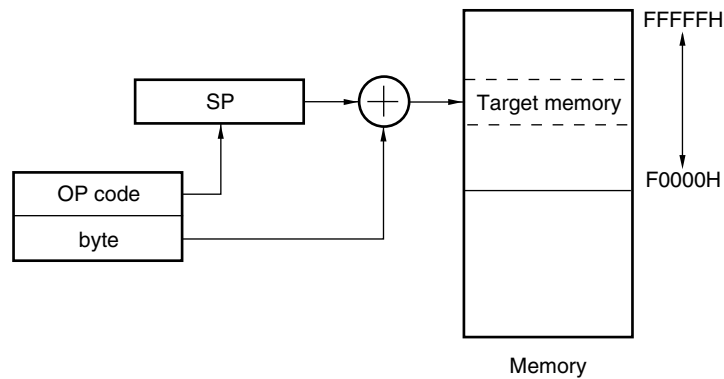 FFFFFH
SP
Target memory
OP code
F0000H
byte
Memory